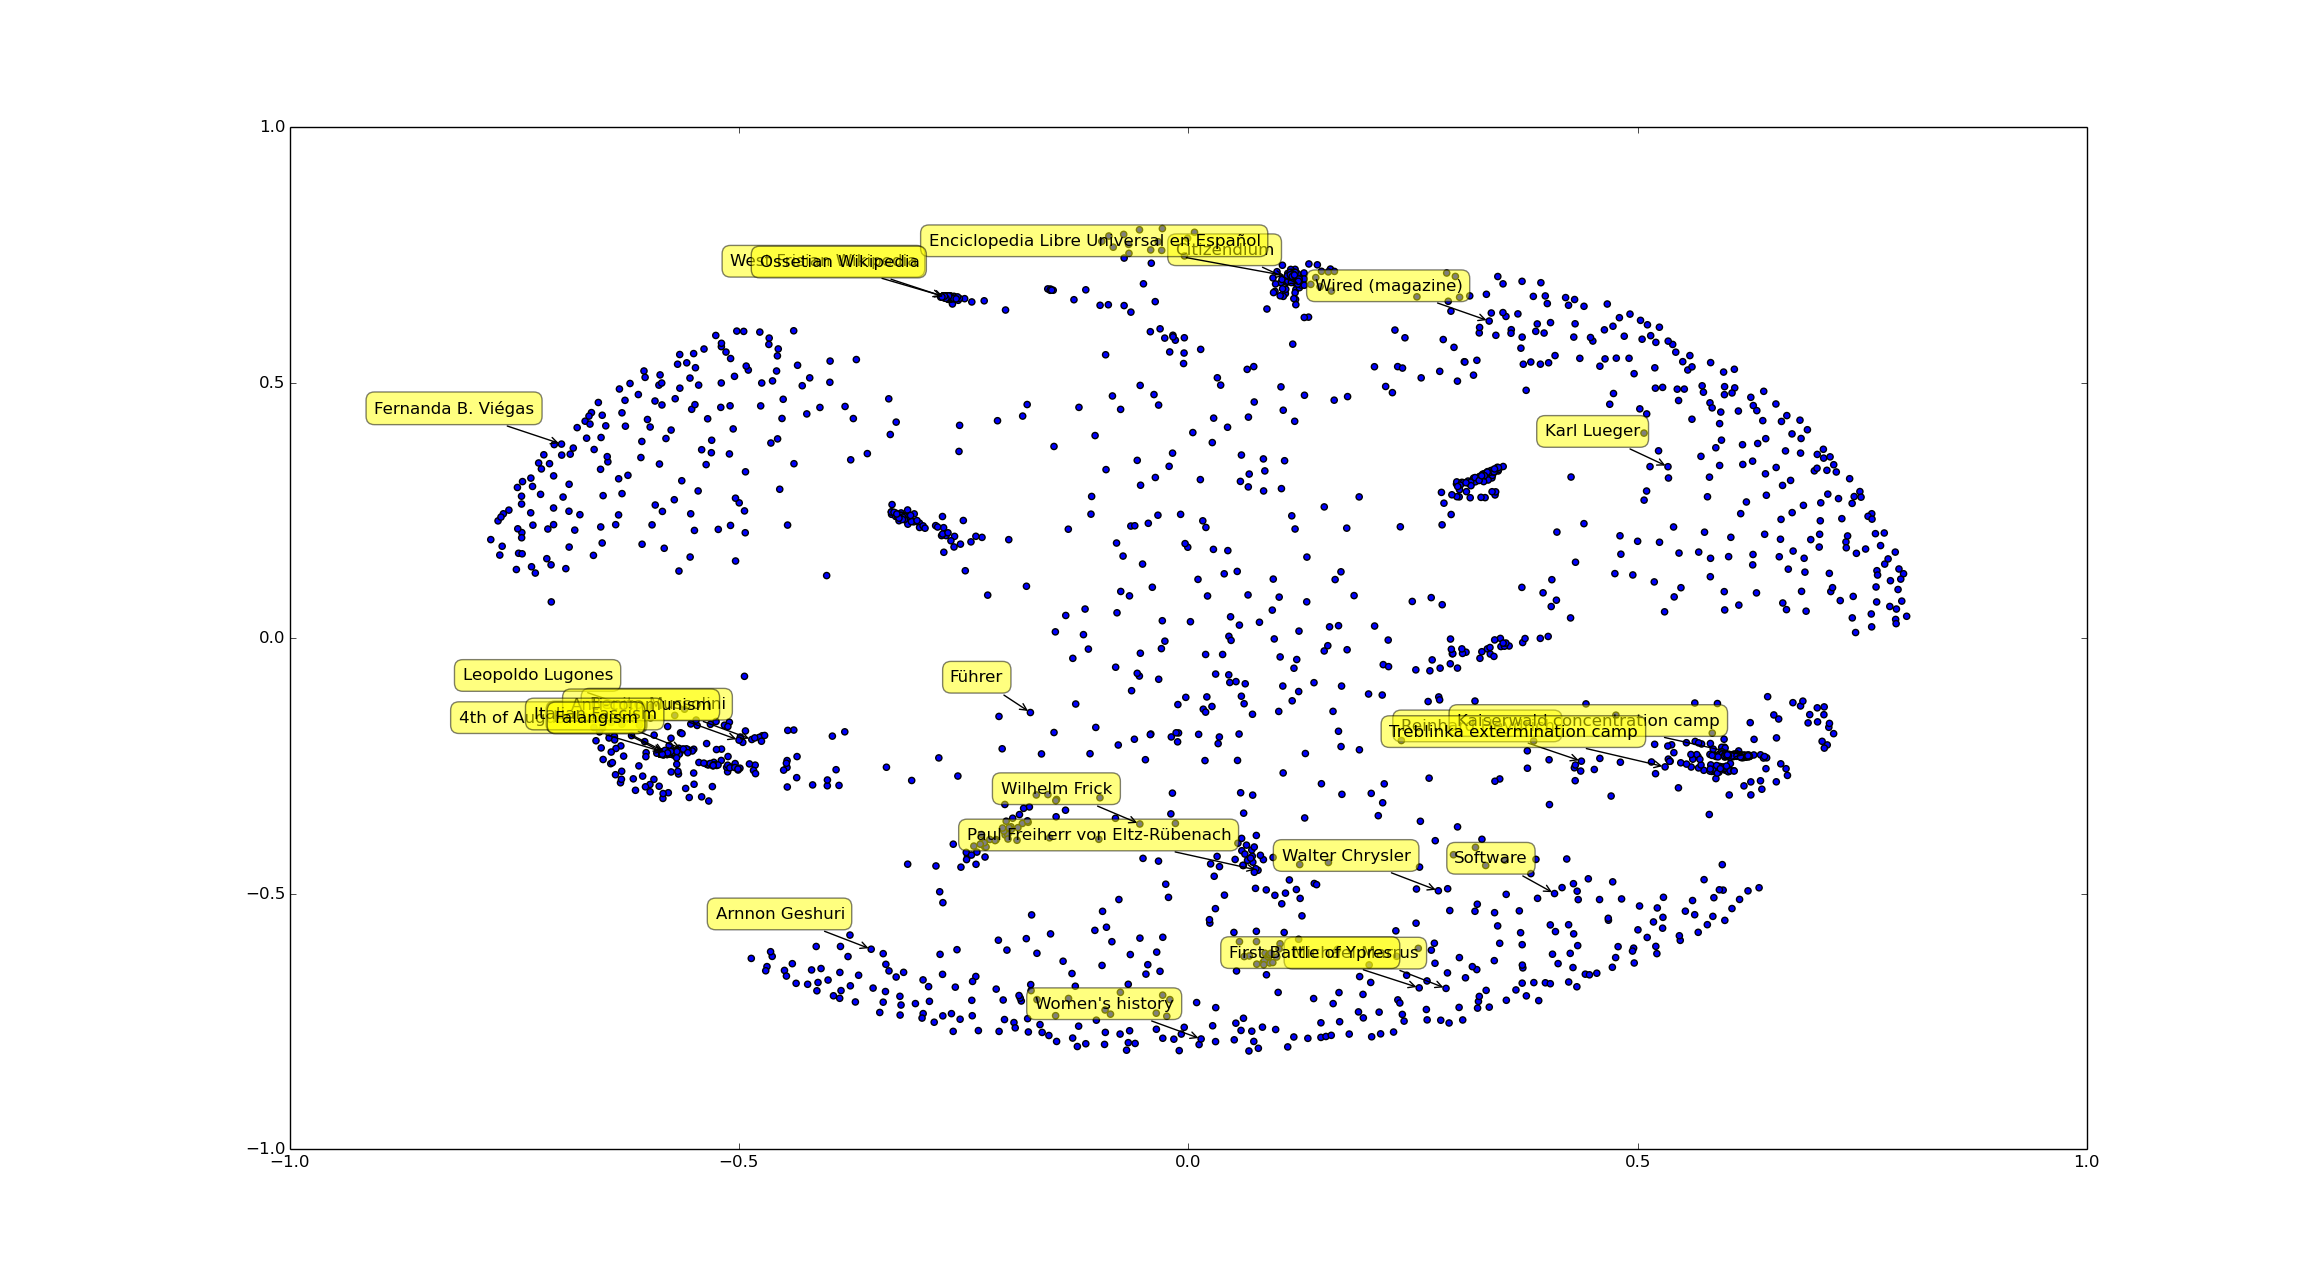 1.0
Enciclopedia Libre Universal en Español
Citizendium
Ossetian Wikipedia
Wired (magazine)
0.5
Fernanda B. Viégas
Karl Lueger
0.0
Leopoldo Lugones
Führer
4th of Aug
Falangism
Kaiserwald concentration camp
Treblinka extermination camp
Wilhelm Frick
Paul Freiherr von Eltz-Rübenach
Walter Chrysler
Software
−0.5
Arnnon Geshuri
First Battle of Ypres
Women's history
−1.0
−1.0
−0.5
0.0
0.5
1.0